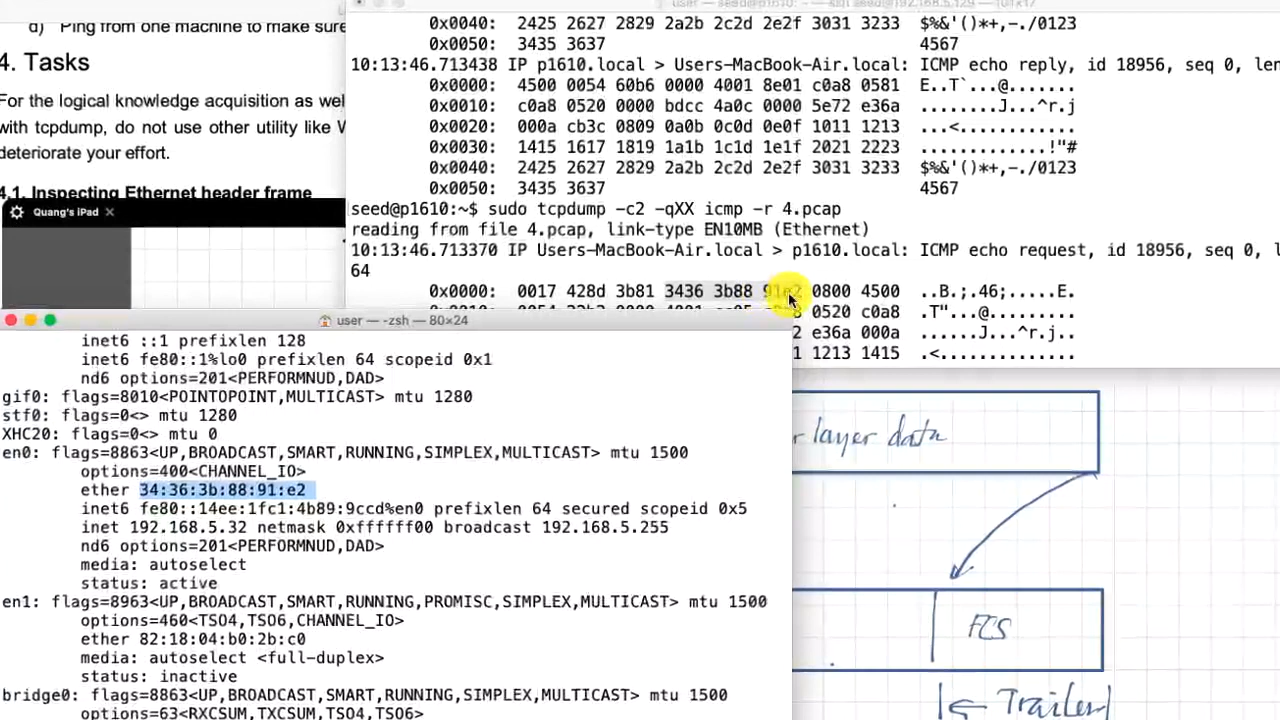 d) Ping from one machine to make sure
4. Tasks
For the logical knowledge acquisition as wel
with tcpdump, do not use other utility like W
deteriorate your effort.
4.1. Inspecting Ethernet header frame
Quang's iPad ×
0x0040: 2425 2627 2829 2a2b 2c2d 2e2f 3031 3233 $%&'()*+,-./0123
0x0050: 3435 3637 4567
10:13:46.713438 IP p1610.local > Users-MacBook-Air.local: ICMP echo reply, id 18956, seq 0, len
0x0000: 4500 0054 60b6 0000 4001 8e01 c0a8 0581 E..T`...@.......
0x0010: c0a8 0520 0000 bdcc 4a0c 0000 5e72 e36a ........J...^r.j
0x0020: 000a cb3c 0809 0a0b 0c0d 0e0f 1011 1213 ...<............
0x0030: 1415 1617 1819 1a1b 1c1d 1e1f 2021 2223 .............!"#
0x0040: 2425 2627 2829 2a2b 2c2d 2e2f 3031 3233 $%&'()*+,-./0123
0x0050: 3435 3637 4567
seed@p1610:~$ sudo tcpdump -c2 -qXX icmp -r 4.pcap
reading from file 4.pcap, link-type EN10MB (Ethernet)
10:13:46.713370 IP Users-MacBook-Air.local > p1610.local: ICMP echo request, id 18956, seq 0, l
64
0x0000: 0017 428d 3b81 3436 3b88 91e2 0800 4500 ..B.;.46;.....E.
0520 c0a8 .T"...@.........
2 e36a 000a ......J...^r.j..
1 1213 1415 .<..............
user — -zsh — 80×24
inet6 ::1 prefixlen 128
inet6 fe80::1%lo0 prefixlen 64 scopeid 0x1
nd6 options=201<PERFORMNUD,DAD>
gif0: flags=8010<POINTOPOINT,MULTICAST> mtu 1280
stf0: flags=0<> mtu 1280
XHC20: flags=0<> mtu 0
en0: flags=8863<UP,BROADCAST,SMART,RUNNING,SIMPLEX,MULTICAST> mtu 1500
options=400<CHANNEL_IO>
ether 34:36:3b:88:91:e2
inet6 fe80::14ee:1fc1:4b89:9ccd%en0 prefixlen 64 secured scopeid 0x5
inet 192.168.5.32 netmask 0xffffff00 broadcast 192.168.5.255
nd6 options=201<PERFORMNUD,DAD>
media: autoselect
status: active
en1: flags=8963<UP,BROADCAST,SMART,RUNNING,PROMISC,SIMPLEX,MULTICAST> mtu 1500
options=460<TSO4,TSO6,CHANNEL_IO>
ether 82:18:04:b0:2b:c0
media: autoselect <full-duplex>
status: inactive
bridge0: flags=8863<UP,BROADCAST,SMART,RUNNING,SIMPLEX,MULTICAST> mtu 1500
options=63<RXCSUM,TXCSUM,TSO4,TSO6>
r layer data
FCS
Trailer